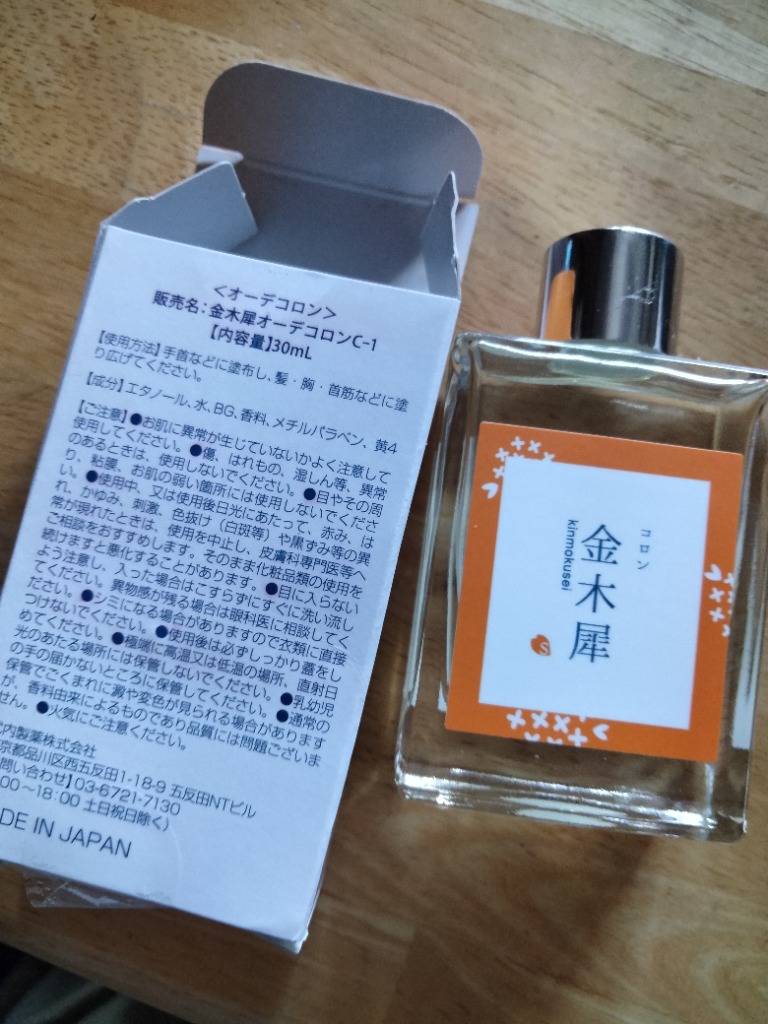 ＜オーデコロン＞
販売名：金木犀オーデコロンC-1
【内容量】30mL
【使用方法】手首などに塗布し、髪・胸・首筋などに塗
り広げてください。
【成分】エタノール、水、BG、香料、メチルパラベン、黄4
【ご注意】●お肌に異常が生じていないかよく注意して
使用してください。●傷、はれもの、湿しん等、異常
のあるときは、使用しないでください。●目やその周
り、粘膜、お肌の弱い箇所には使用しないでくださ
い。●使用中、又は使用後日光にあたって、赤み、は
れ、かゆみ、刺激、色抜け（白斑等）や黒ずみ等の異
常が現れたときは、使用を中止し、皮膚科専門医等へ
ご相談をおすすめします。そのまま化粧品類の使用を
続けますと悪化することがあります。●目に入らない
よう注意し、入った場合はこすらずにすぐに洗い流し
てください。異物感が残る場合は眼科医に相談してく
ださい。●シミになる場合がありますので衣類に直接
つけないでください。●使用後は必ずしっかり蓋をし
めてください。●極端に高温又は低温の場所、直射日
光のあたる場所には保管しないでください。●乳幼児
の手の届かないところに保管してください。●通常の
保管でごくまれに澱や変色が見られる場合があります
が、香料由来によるものであり品質には問題ございま
せん。●火気にご注意ください。
内製薬株式会社
京都品川区西五反田1-18-9 五反田NTビル
問い合わせ】03-6721-7130
00～18：00 土日祝日除く）
DE IN JAPAN
コロン
金木犀
kinmokusei
S